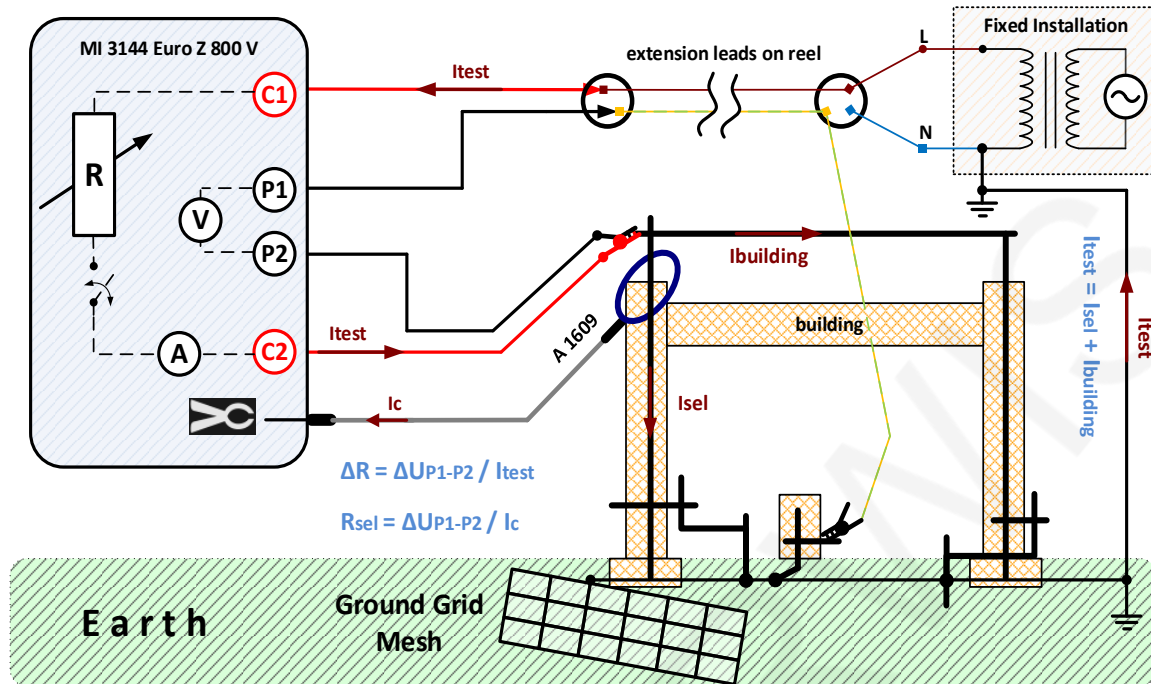 MI 3144 Euro Z 800 V
C1
R
P1
V
P2
A
C2
Itest
extension leads on reel
L
N
Fixed Installation
Itest
Ibuilding
building
A 1609
Ic
Isel
Itest = Isel + Ibuilding
Itest
ΔR = ΔUP1-P2 / Itest
Rsel = ΔUP1-P2 / Ic
Earth
Ground Grid
Mesh